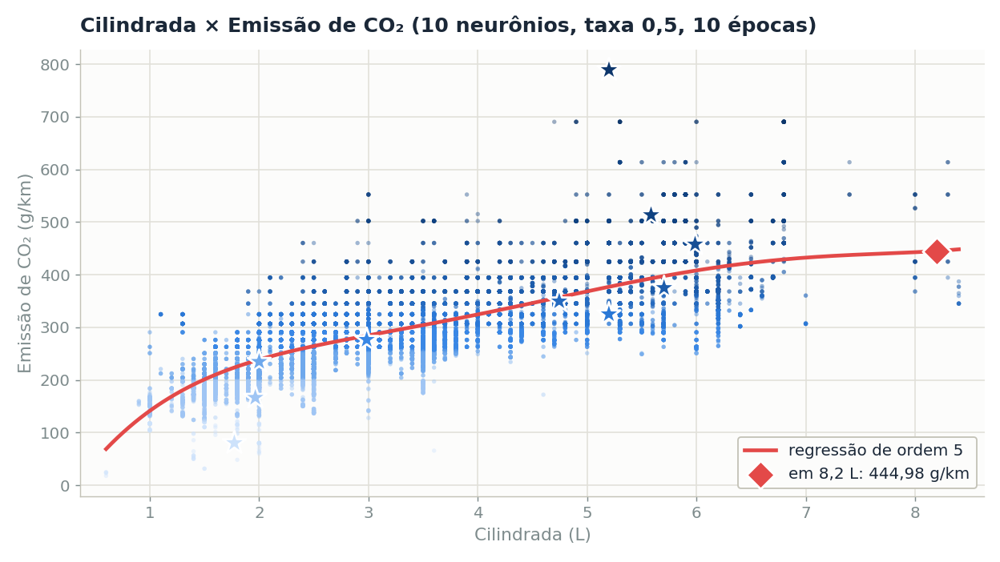 Cilindrada × Emissão de CO₂ (10 neurônios, taxa 0,5, 10 épocas)
Emissão de CO₂ (g/km)
800
700
600
500
400
300
200
100
0
regressão de ordem 5
em 8,2 L: 444,98 g/km
1 2 3 4 5 6 7 8
Cilindrada (L)